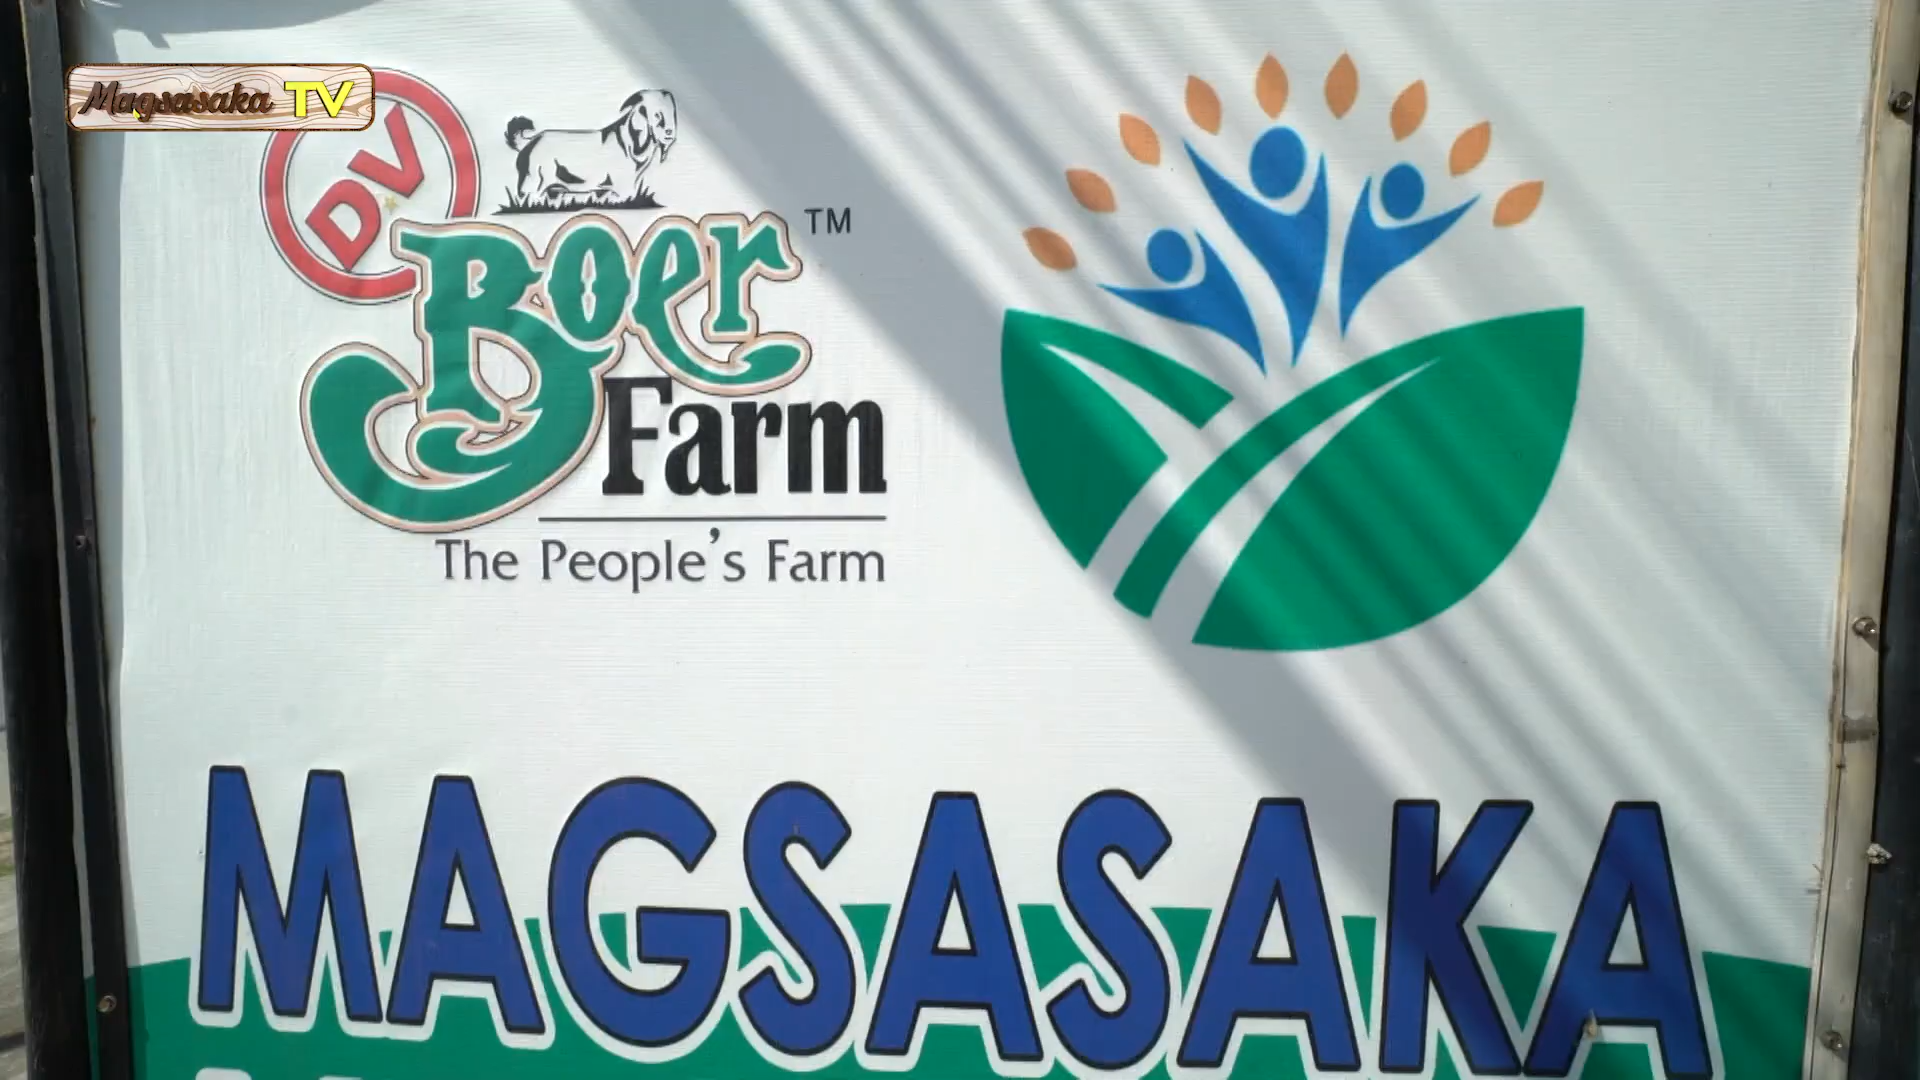 Magsasaka TV
DV
Boer TM
Farm
The People's Farm
MAGSASAKA